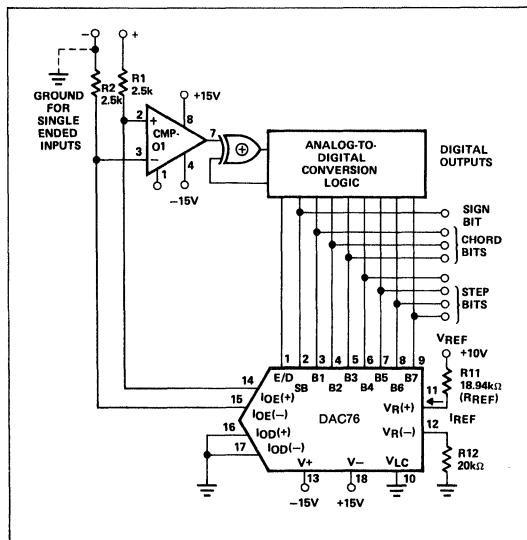 − +
R2
2.5k
R1
2.5k
GROUND
FOR
SINGLE
ENDED
INPUTS
+15V
2 + 8
CMP-
01
7
3 − 4
1
−15V
ANALOG-TO-
DIGITAL
CONVERSION
LOGIC
DIGITAL
OUTPUTS
SIGN
BIT
CHORD
BITS
STEP
BITS
VREF
+10V
1 2 3 4 5 6 7 8 9
E/D SB B1 B2 B3 B4 B5 B6 B7
R11
18.94kΩ
(RREF)
11
VR(+)
IREF
14
IOE(+)
15
IOE(−)
16
IOD(+)
17
IOD(−)
DAC76
12
VR(−)
R12
20kΩ
V+ V− VLC
13 18 10
−15V +15V